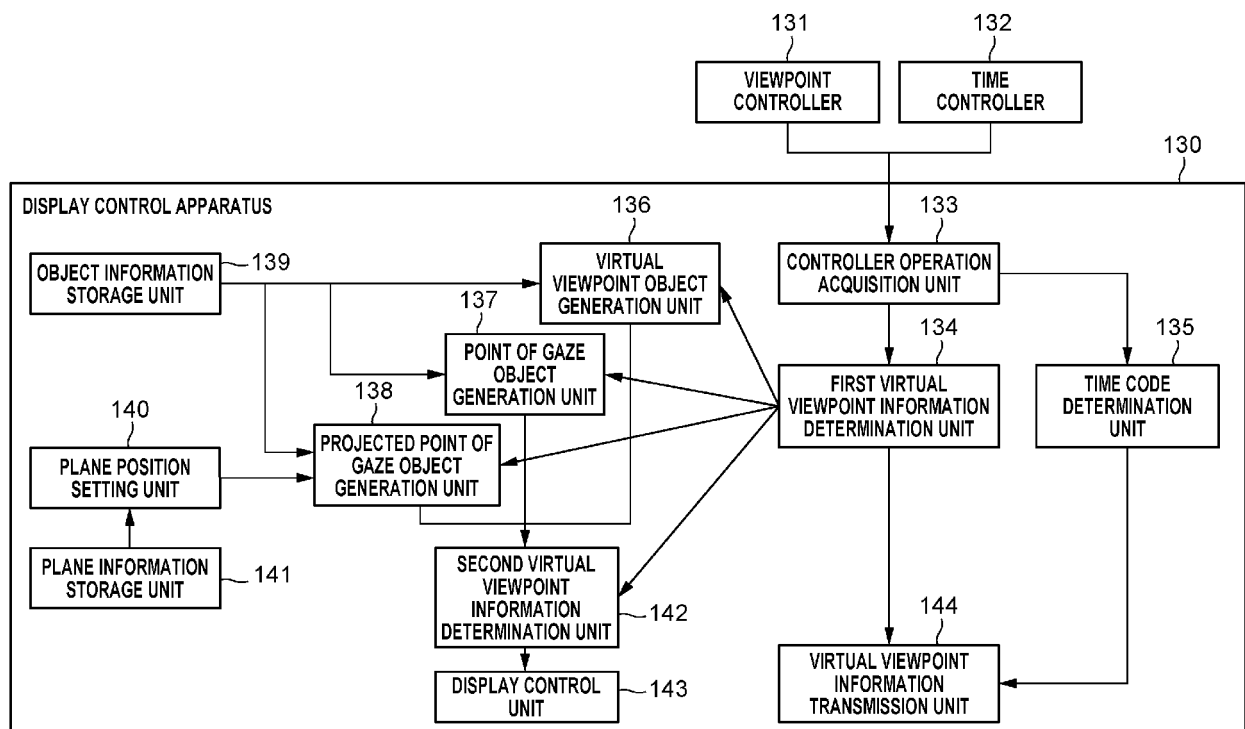 131
132
VIEWPOINT
CONTROLLER
TIME
CONTROLLER
130
DISPLAY CONTROL APPARATUS
136
133
OBJECT INFORMATION
STORAGE UNIT
139
VIRTUAL
VIEWPOINT OBJECT
GENERATION UNIT
CONTROLLER OPERATION
ACQUISITION UNIT
137
134
135
POINT OF GAZE
OBJECT
GENERATION UNIT
FIRST VIRTUAL
VIEWPOINT INFORMATION
DETERMINATION UNIT
TIME CODE
DETERMINATION
UNIT
138
140
PROJECTED POINT OF
GAZE OBJECT
GENERATION UNIT
PLANE POSITION
SETTING UNIT
PLANE INFORMATION
STORAGE UNIT
141
SECOND VIRTUAL
VIEWPOINT
INFORMATION
DETERMINATION UNIT
142
144
VIRTUAL VIEWPOINT
INFORMATION
TRANSMISSION UNIT
DISPLAY CONTROL
UNIT
143